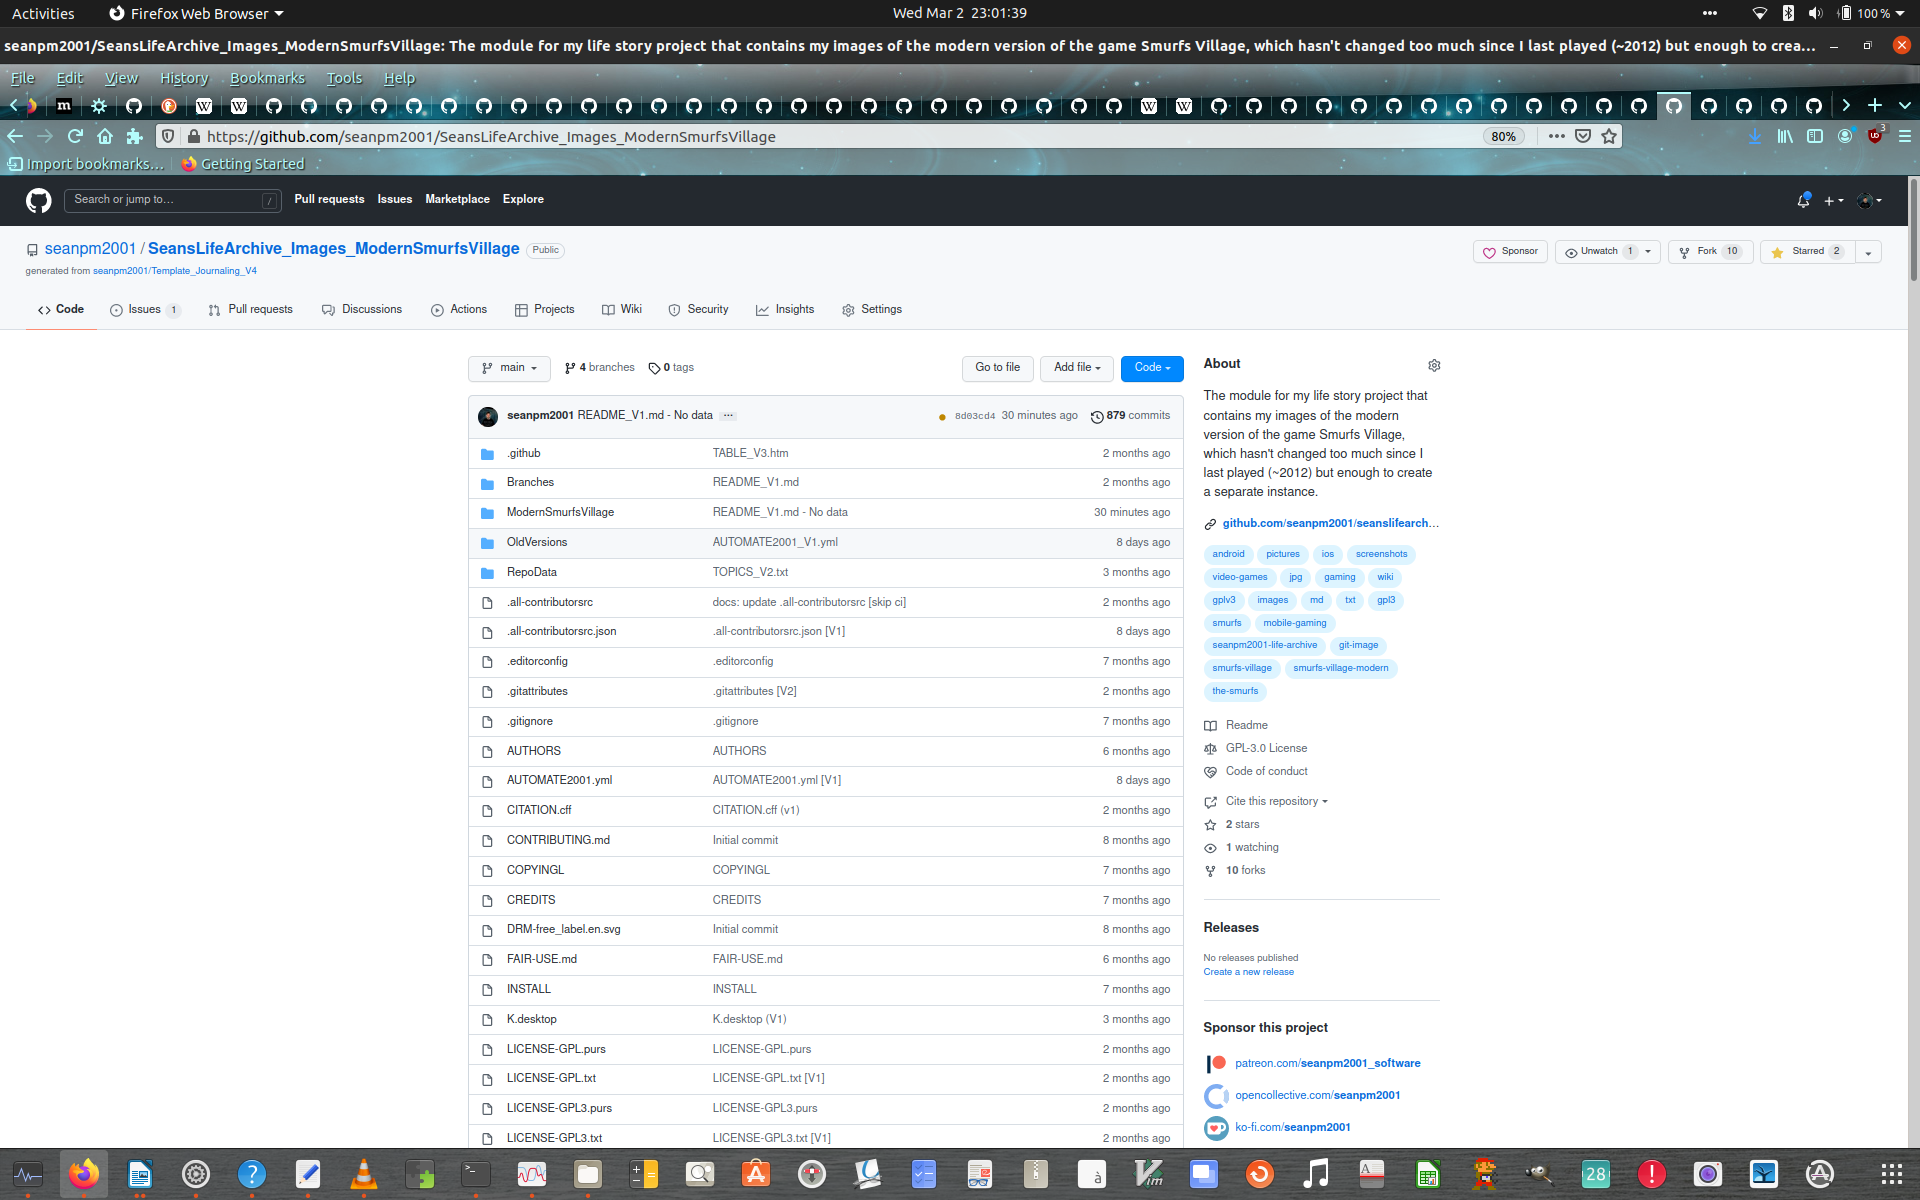 Activities Firefox Web Browser Wed Mar 2 23:01:39 100 %
seanpm2001/SeansLifeArchive_Images_ModernSmurfsVillage: The module for my life story project that contains my images of the modern version of the game Smurfs Village, which hasn't changed too much since I last played (~2012) but enough to crea…
File Edit View History Bookmarks Tools Help
https://github.com/seanpm2001/SeansLifeArchive_Images_ModernSmurfsVillage 80% 3
Import bookmarks… Getting Started
Search or jump to… / Pull requests Issues Marketplace Explore
seanpm2001 / SeansLifeArchive_Images_ModernSmurfsVillage Public Sponsor Unwatch 1 Fork 10 Starred 2
generated from seanpm2001/Template_Journaling_V4
Code Issues 1 Pull requests Discussions Actions Projects Wiki Security Insights Settings
main 4 branches 0 tags Go to file Add file Code
seanpm2001 README_V1.md - No data ··· 8d03cd4 30 minutes ago 879 commits
.github TABLE_V3.htm 2 months ago
Branches README_V1.md 2 months ago
ModernSmurfsVillage README_V1.md - No data 30 minutes ago
OldVersions AUTOMATE2001_V1.yml 8 days ago
RepoData TOPICS_V2.txt 3 months ago
.all-contributorsrc docs: update .all-contributorsrc [skip ci] 2 months ago
.all-contributorsrc.json .all-contributorsrc.json [V1] 8 days ago
.editorconfig .editorconfig 7 months ago
.gitattributes .gitattributes [V2] 2 months ago
.gitignore .gitignore 7 months ago
AUTHORS AUTHORS 6 months ago
AUTOMATE2001.yml AUTOMATE2001.yml [V1] 8 days ago
CITATION.cff CITATION.cff (v1) 2 months ago
CONTRIBUTING.md Initial commit 8 months ago
COPYINGL COPYINGL 7 months ago
CREDITS CREDITS 7 months ago
DRM-free_label.en.svg Initial commit 8 months ago
FAIR-USE.md FAIR-USE.md 6 months ago
INSTALL INSTALL 7 months ago
K.desktop K.desktop (V1) 3 months ago
LICENSE-GPL.purs LICENSE-GPL.purs 2 months ago
LICENSE-GPL.txt LICENSE-GPL.txt [V1] 2 months ago
LICENSE-GPL3.purs LICENSE-GPL3.purs 2 months ago
LICENSE-GPL3.txt LICENSE-GPL3.txt [V1] 2 months ago
About
The module for my life story project that
contains my images of the modern
version of the game Smurfs Village,
which hasn't changed too much since I
last played (~2012) but enough to create
a separate instance.
github.com/seanpm2001/seanslifearch…
android pictures ios screenshots
video-games jpg gaming wiki
gplv3 images md txt gpl3
smurfs mobile-gaming
seanpm2001-life-archive git-image
smurfs-village smurfs-village-modern
the-smurfs
Readme
GPL-3.0 License
Code of conduct
Cite this repository
2 stars
1 watching
10 forks
Releases
No releases published
Create a new release
Sponsor this project
patreon.com/seanpm2001_software
opencollective.com/seanpm2001
ko-fi.com/seanpm2001
28